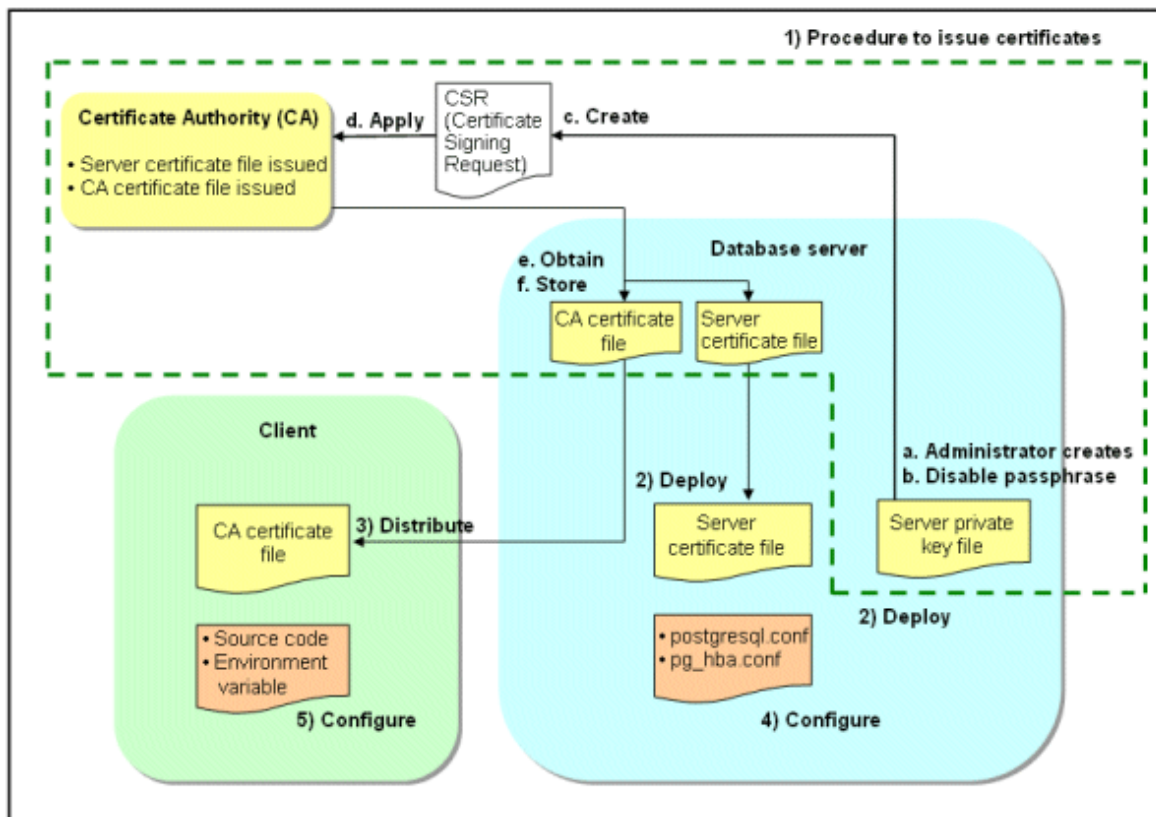 1) Procedure to issue certificates
Certificate Authority (CA)
• Server certificate file issued
• CA certificate file issued
d. Apply
CSR
(Certificate
Signing
Request)
c. Create
e. Obtain
f. Store
Database server
CA certificate
file
Server
certificate file
Client
a. Administrator creates
b. Disable passphrase
2) Deploy
CA certificate
file
3) Distribute
Server
certificate file
Server private
key file
2) Deploy
• Source code
• Environment
variable
5) Configure
• postgresql.conf
• pg_hba.conf
4) Configure